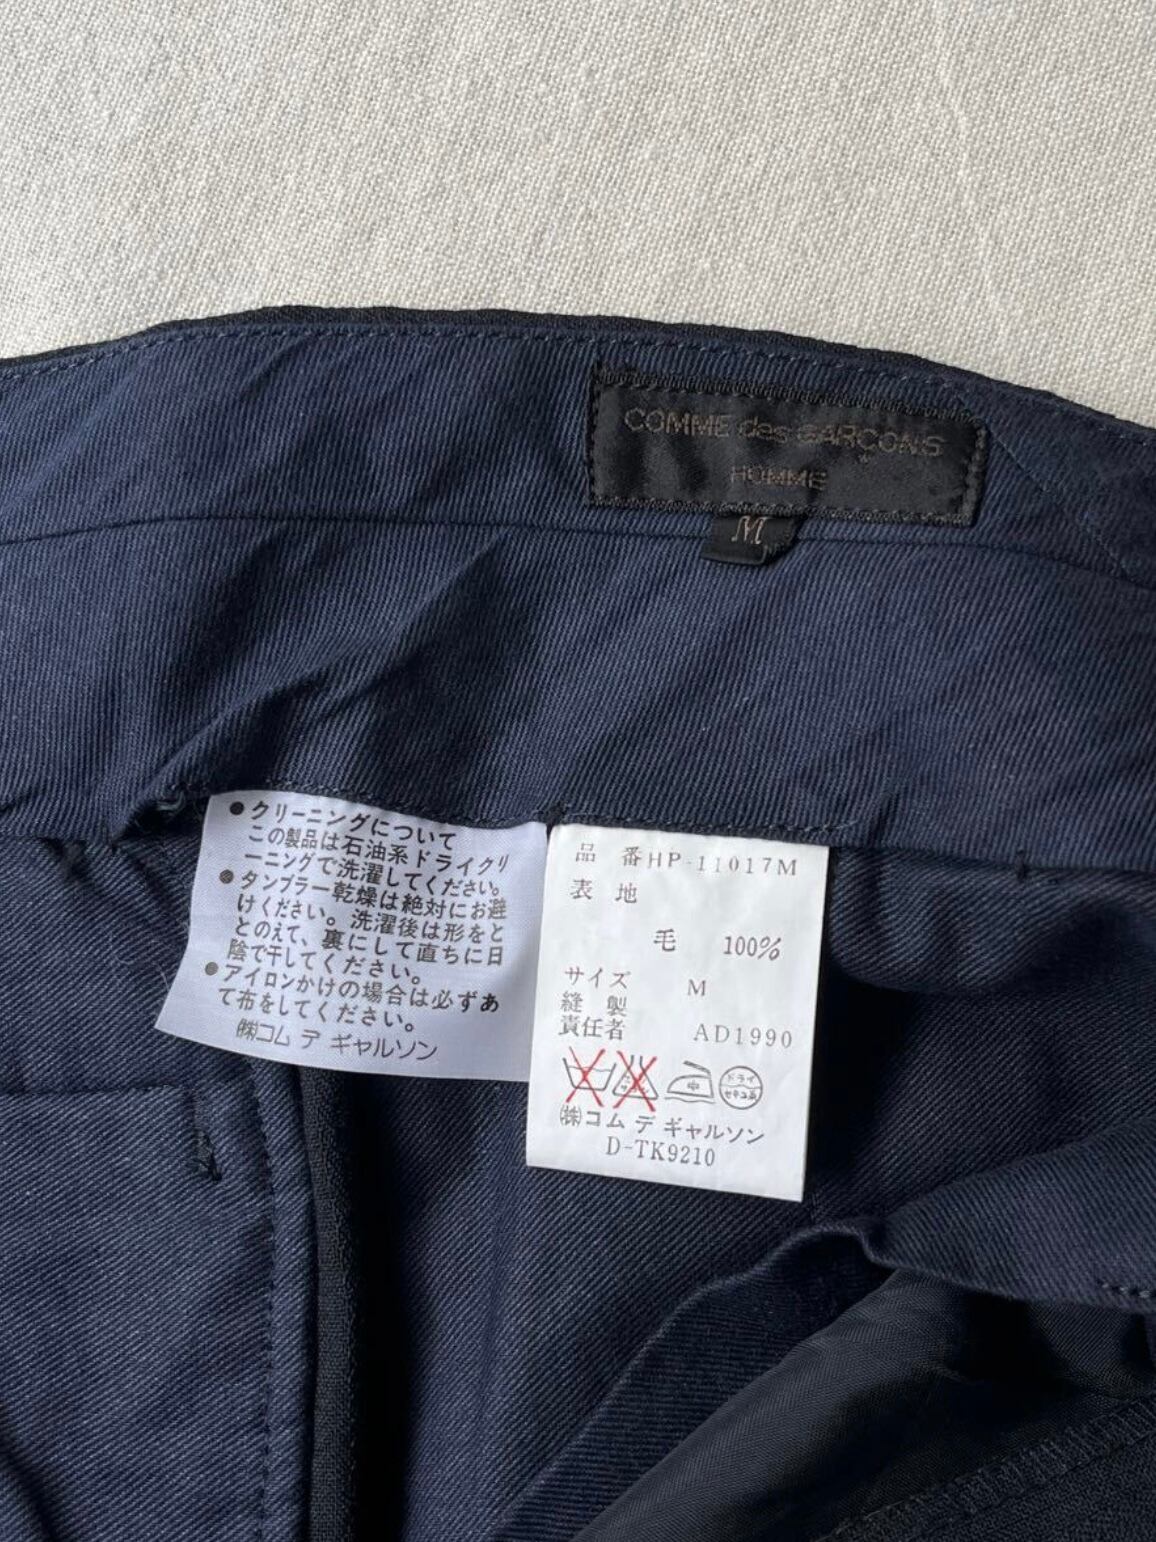 COMME des GARÇONS
HOMME
M
●クリーニングについて
この製品は石油系ドライクリ
ーニングで洗濯してください。
●タンブラー乾燥は絶対にお避
けください。洗濯後は形をと
とのえて、裏にして直ちに日
陰で干してください。
●アイロンかけの場合は必ずあ
て布をしてください。
㈱コム デ ギャルソン
品 番HP-11017M
表 地
毛 100%
サイズ M
縫 製
責任者 AD1990
中 ドライ
セキユ系
㈱コム デ ギャルソン
D-TK9210